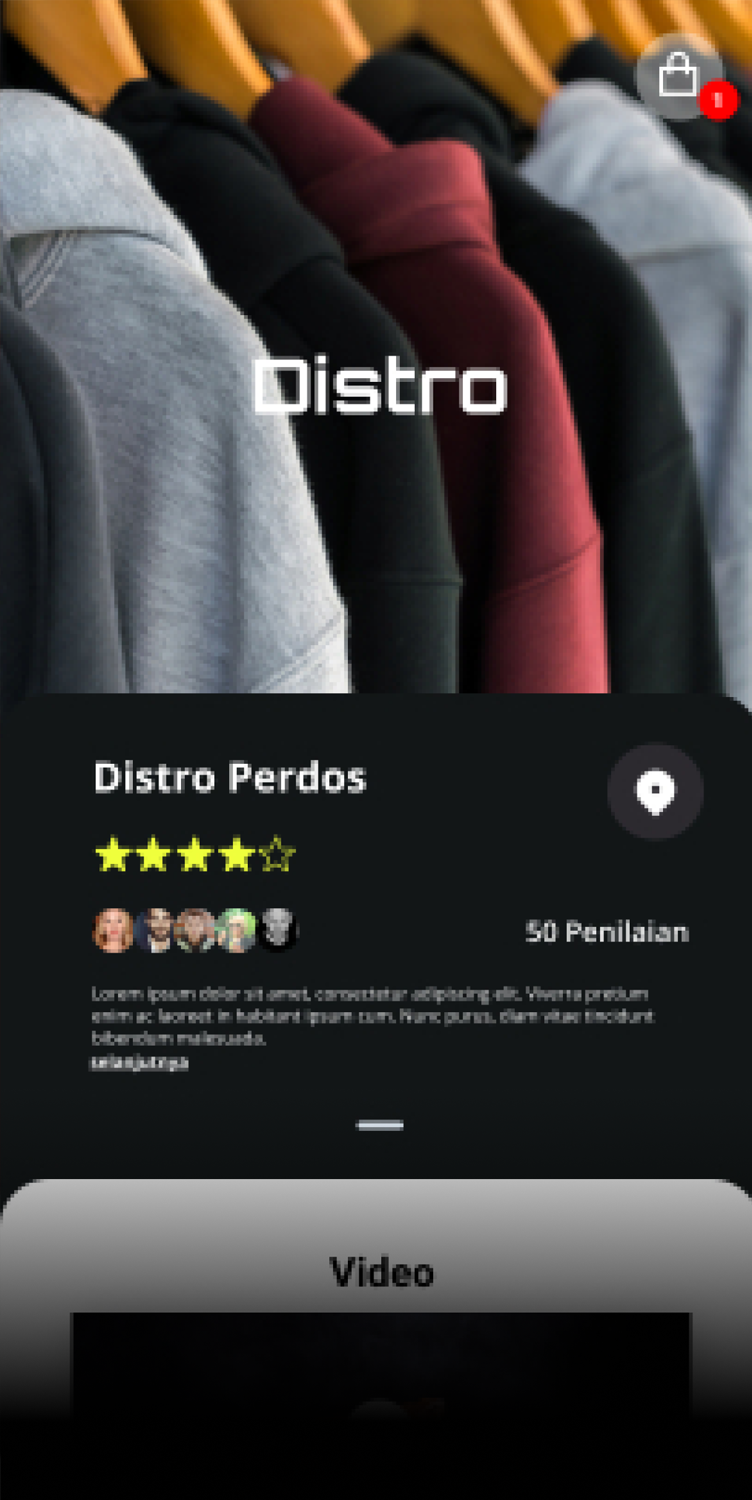 1
Distro
Distro Perdos
50 Penilaian
Lorem ipsum dolor sit amet, consectetur adipiscing elit. Viverra pretium
enim ac laoreet in habitant ipsum cum. Nunc purus, diam vitae tincidunt
bibendum malesuada.
selanjutnya
Video